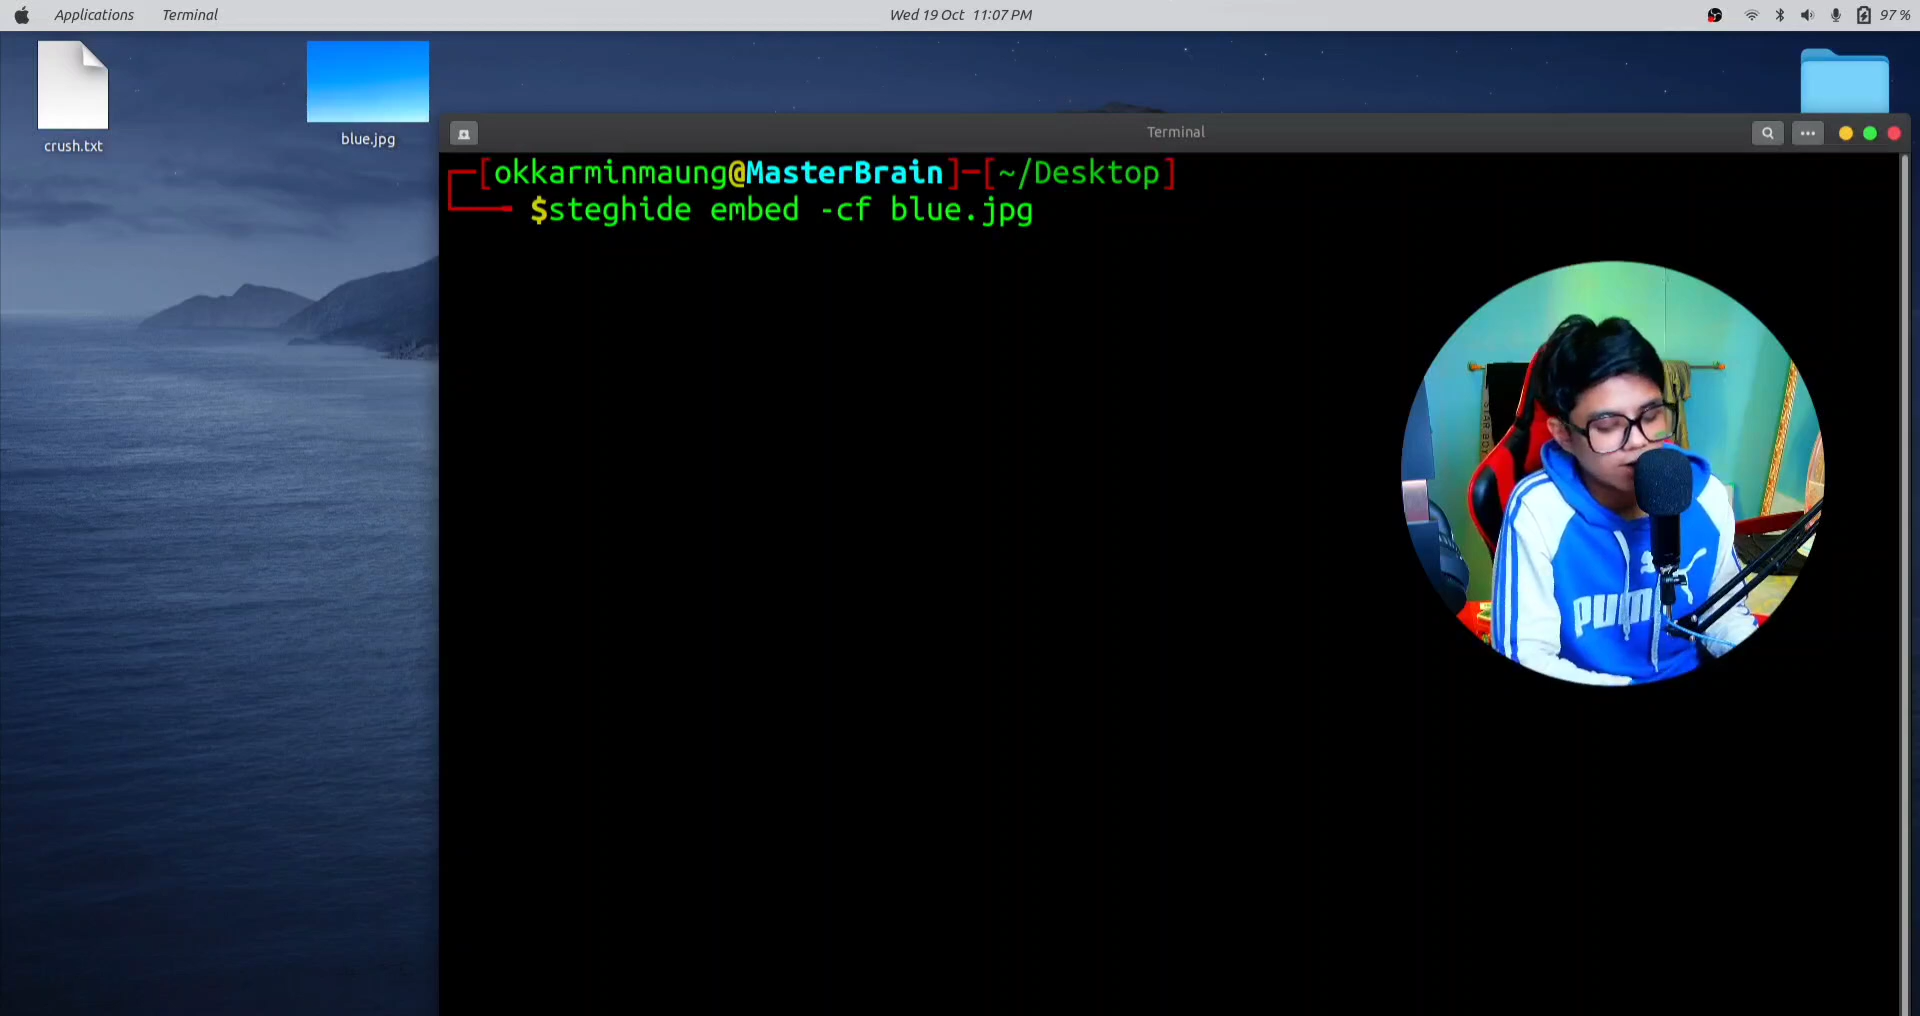 Applications Terminal Wed 19 Oct 11:07 PM 97 %
crush.txt
blue.jpg
Terminal
[okkarminmaung@MasterBrain]-[~/Desktop]
$steghide embed -cf blue.jpg
PUMA